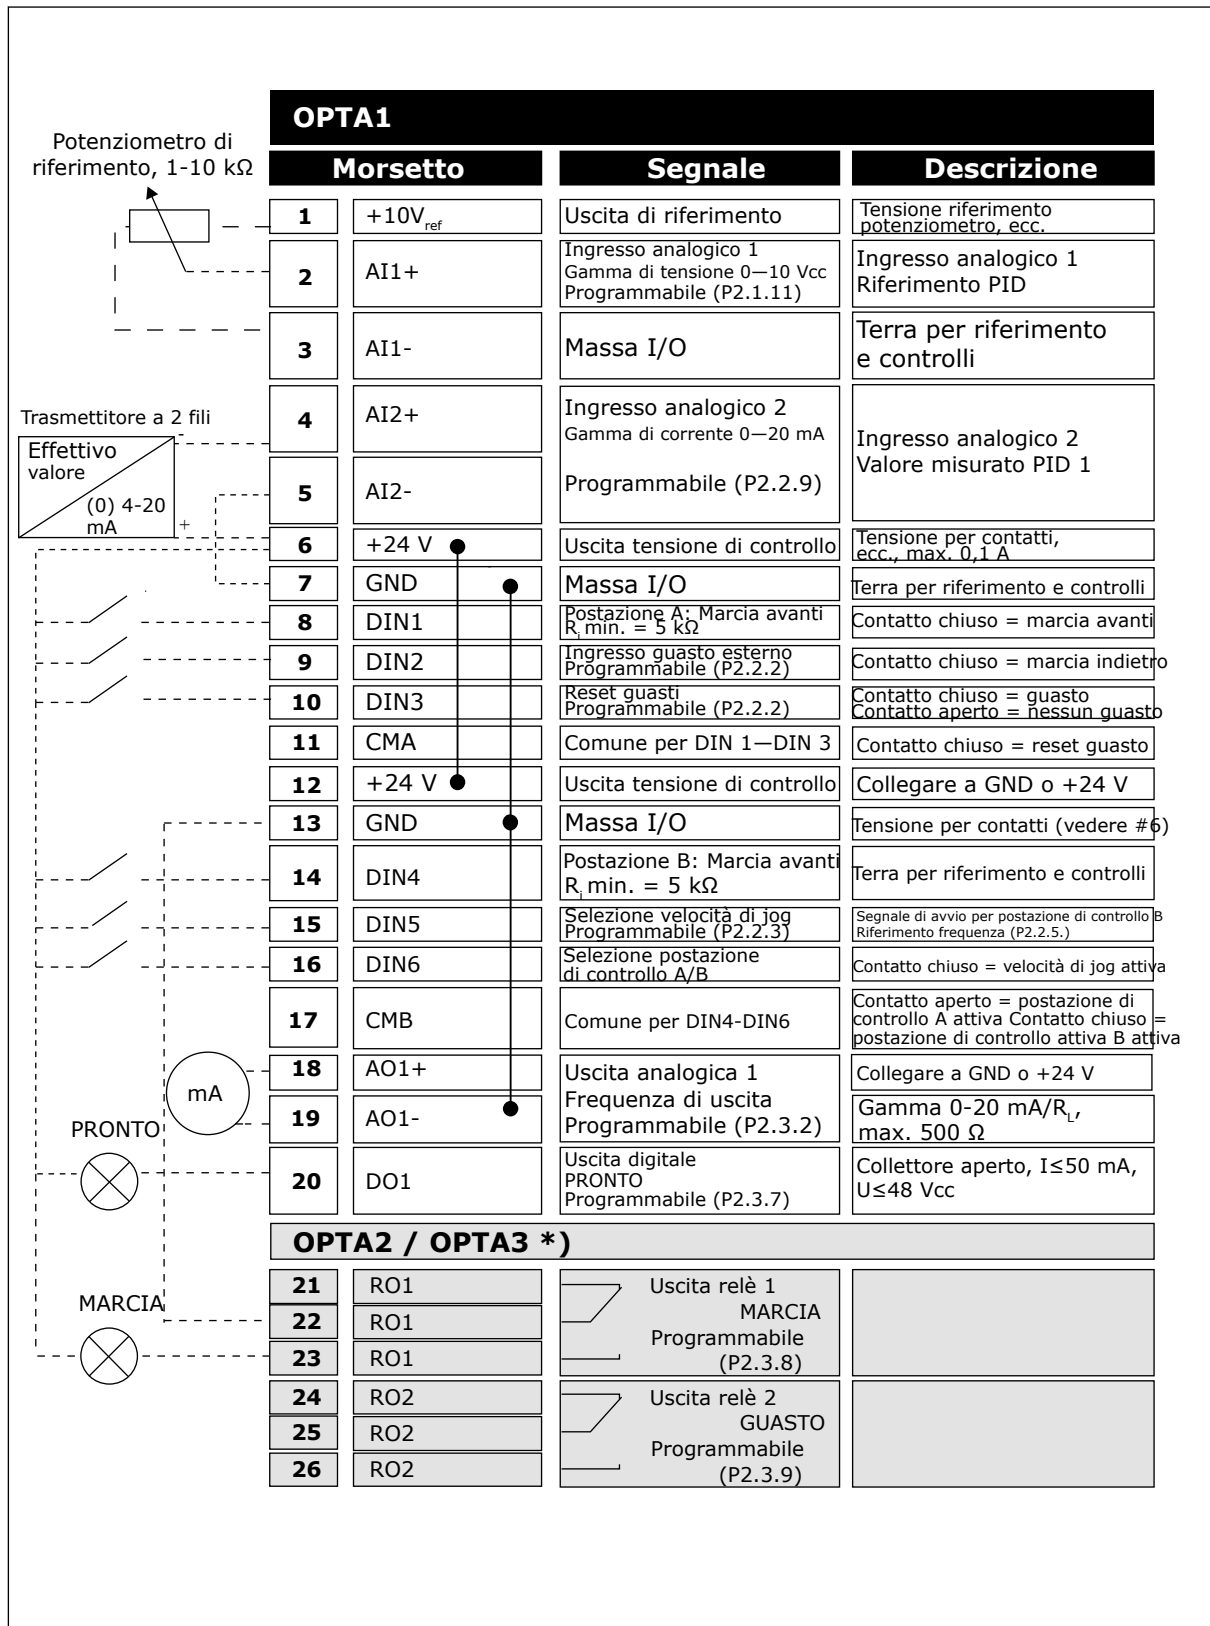 OPTA1
Potenziometro di
riferimento, 1-10 kΩ
Morsetto Segnale Descrizione
1 +10Vref Uscita di riferimento Tensione riferimento
potenziometro, ecc.
2 AI1+ Ingresso analogico 1
Gamma di tensione 0—10 Vcc
Programmabile (P2.1.11)
Ingresso analogico 1
Riferimento PID
3 AI1- Massa I/O Terra per riferimento
e controlli
Trasmettitore a 2 fili
Effettivo
valore
(0) 4-20
mA
-
+
4 AI2+ Ingresso analogico 2
Gamma di corrente 0—20 mA
5 AI2- Programmabile (P2.2.9)
Ingresso analogico 2
Valore misurato PID 1
6 +24 V Uscita tensione di controllo Tensione per contatti,
ecc., max. 0,1 A
7 GND Massa I/O Terra per riferimento e controlli
8 DIN1 Postazione A: Marcia avanti
Ri min. = 5 kΩ
Contatto chiuso = marcia avanti
9 DIN2 Ingresso guasto esterno
Programmabile (P2.2.2)
Contatto chiuso = marcia indietro
10 DIN3 Reset guasti
Programmabile (P2.2.2)
Contatto chiuso = guasto
Contatto aperto = nessun guasto
11 CMA Comune per DIN 1—DIN 3 Contatto chiuso = reset guasto
12 +24 V Uscita tensione di controllo Collegare a GND o +24 V
13 GND Massa I/O Tensione per contatti (vedere #6)
14 DIN4 Postazione B: Marcia avanti
Ri min. = 5 kΩ
Terra per riferimento e controlli
15 DIN5 Selezione velocità di jog
Programmabile (P2.2.3)
Segnale di avvio per postazione di controllo B
Riferimento frequenza (P2.2.5.)
16 DIN6 Selezione postazione
di controllo A/B
Contatto chiuso = velocità di jog attiva
17 CMB Comune per DIN4-DIN6 Contatto aperto = postazione di
controllo A attiva Contatto chiuso =
postazione di controllo attiva B attiva
mA
18 AO1+ Uscita analogica 1
Frequenza di uscita
Programmabile (P2.3.2)
Collegare a GND o +24 V
19 AO1- Gamma 0-20 mA/RL,
max. 500 Ω
PRONTO
20 DO1 Uscita digitale
PRONTO
Programmabile (P2.3.7)
Collettore aperto, I≤50 mA,
U≤48 Vcc
OPTA2 / OPTA3 *)
MARCIA
21 RO1 Uscita relè 1
22 RO1 MARCIA
Programmabile
23 RO1 (P2.3.8)
24 RO2 Uscita relè 2
25 RO2 GUASTO
Programmabile
26 RO2 (P2.3.9)